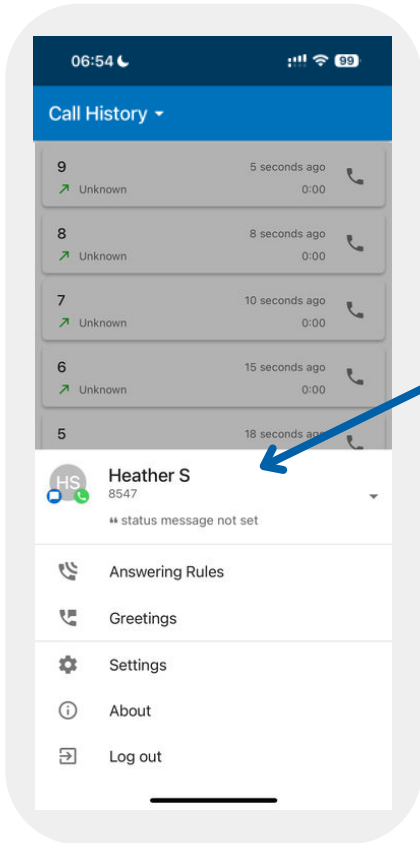 06:54
99
Call History
9 5 seconds ago
Unknown 0:00
8 8 seconds ago
Unknown 0:00
7 10 seconds ago
Unknown 0:00
6 15 seconds ago
Unknown 0:00
5 18 seconds ago
HS Heather S
8547
“ status message not set
Answering Rules
Greetings
Settings
About
Log out